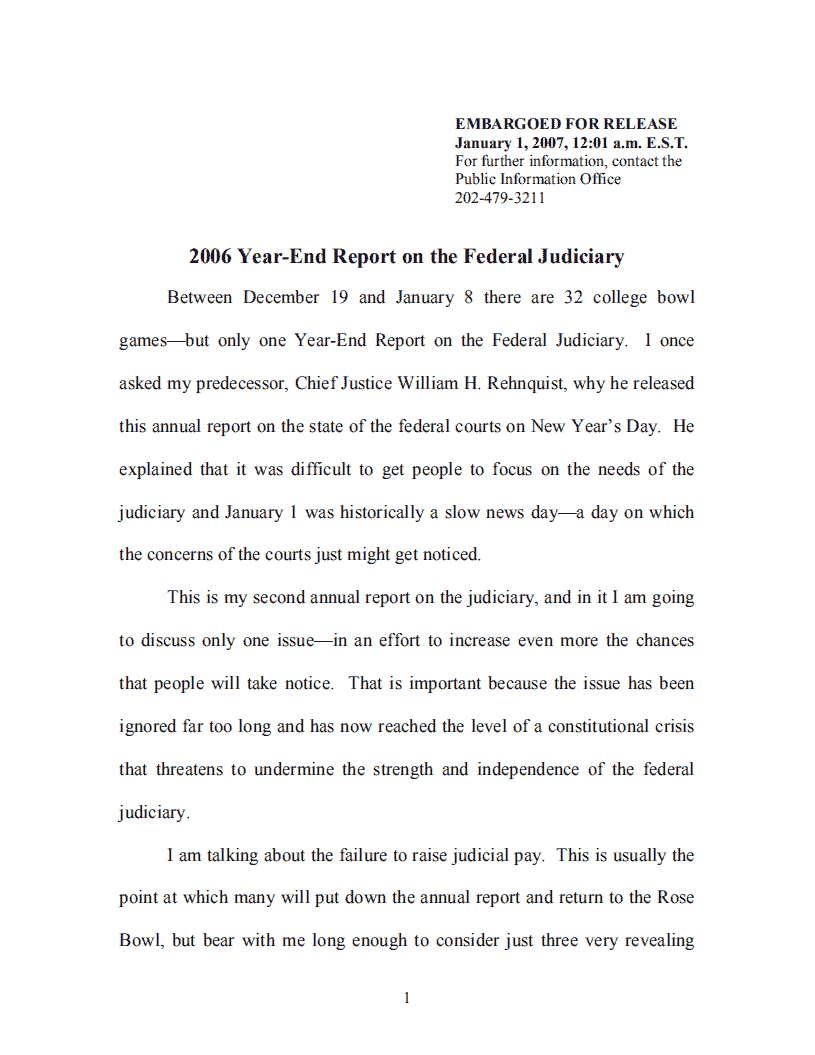 EMBARGOED FOR RELEASE
January 1, 2007, 12:01 a.m. E.S.T.
For further information, contact the
Public Information Office
202-479-3211
2006 Year-End Report on the Federal Judiciary
Between December 19 and January 8 there are 32 college bowl
games—but only one Year-End Report on the Federal Judiciary. I once
asked my predecessor, Chief Justice William H. Rehnquist, why he released
this annual report on the state of the federal courts on New Year’s Day. He
explained that it was difficult to get people to focus on the needs of the
judiciary and January 1 was historically a slow news day—a day on which
the concerns of the courts just might get noticed.
This is my second annual report on the judiciary, and in it I am going
to discuss only one issue—in an effort to increase even more the chances
that people will take notice. That is important because the issue has been
ignored far too long and has now reached the level of a constitutional crisis
that threatens to undermine the strength and independence of the federal
judiciary.
I am talking about the failure to raise judicial pay. This is usually the
point at which many will put down the annual report and return to the Rose
Bowl, but bear with me long enough to consider just three very revealing
1